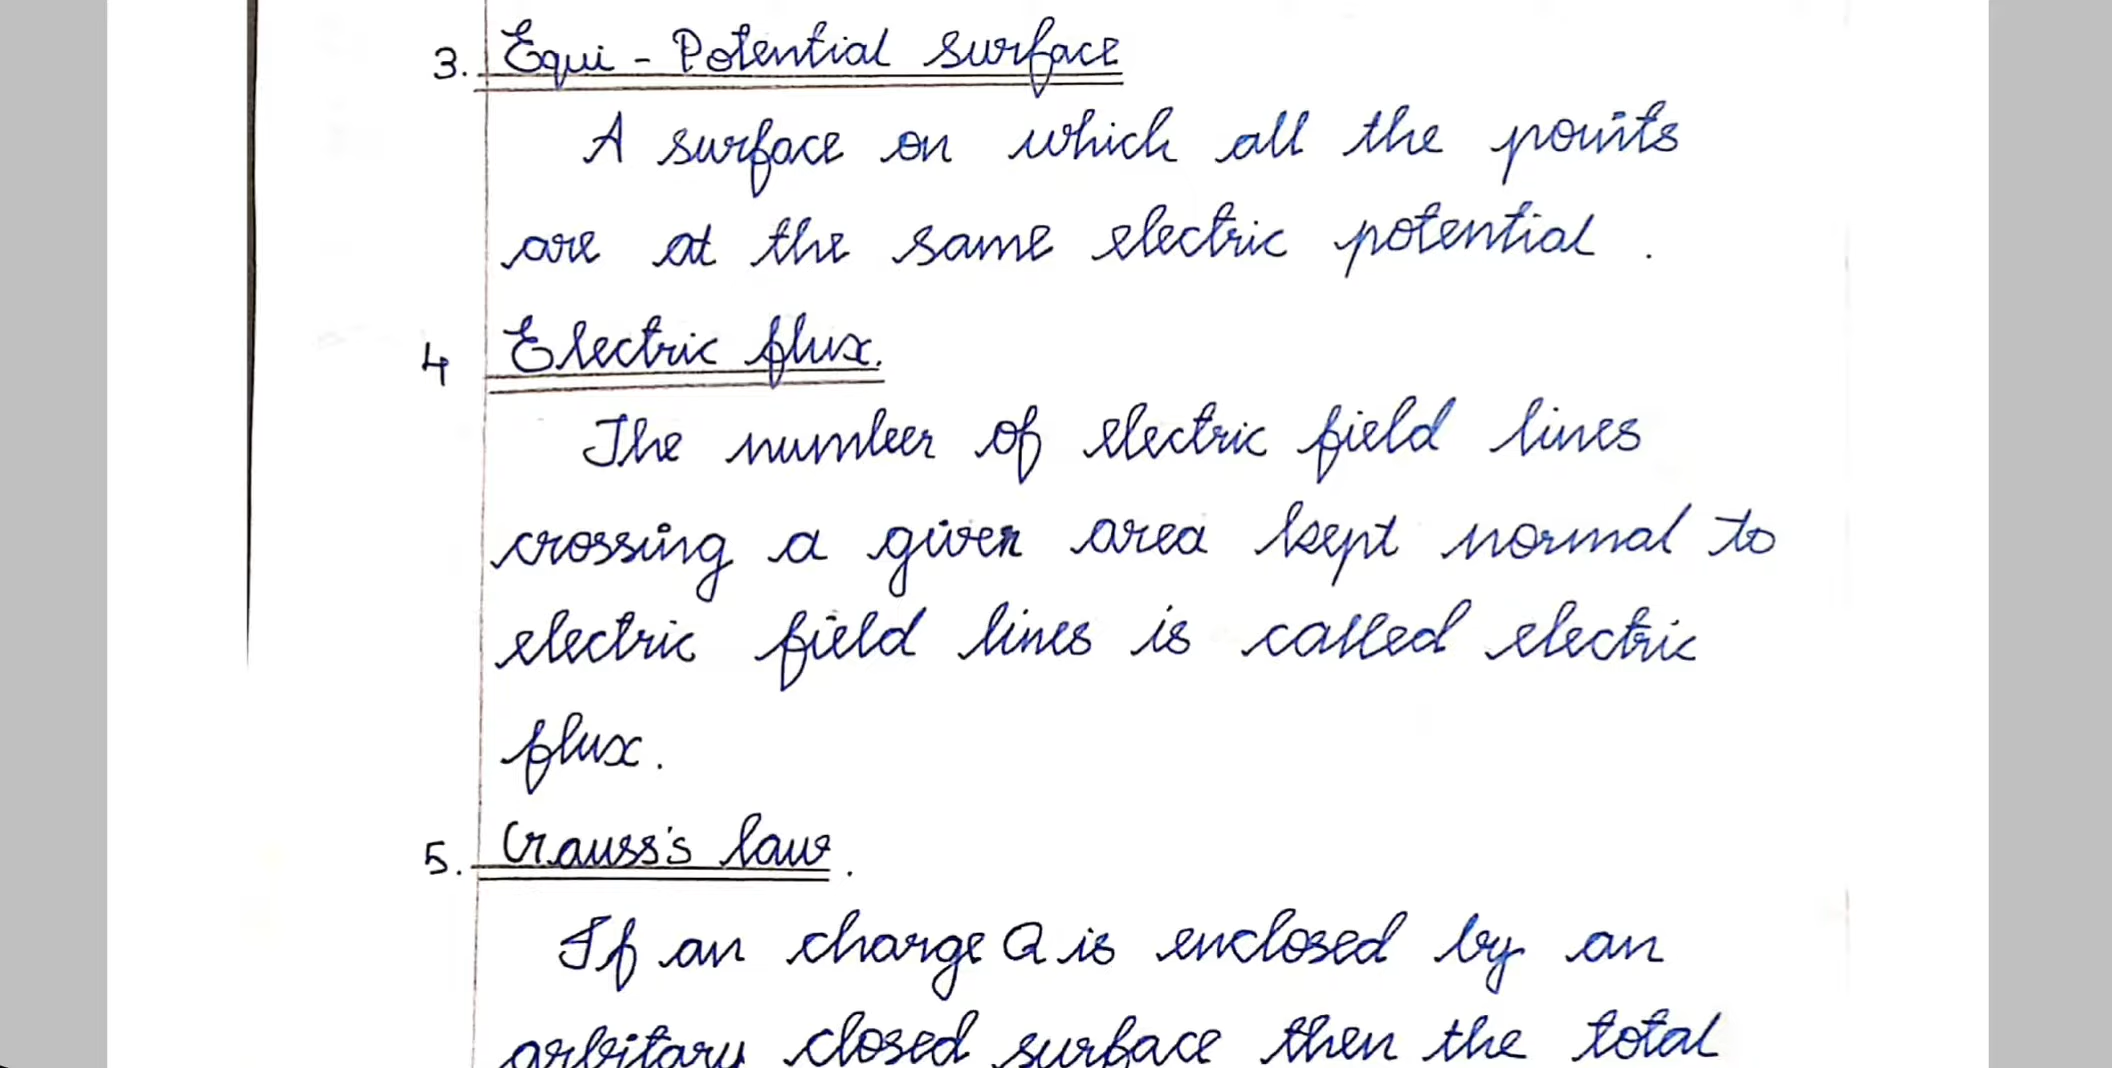 3. Equi - Potential surface
A surface on which all the points
are at the same electric potential .
4 Electric flux.
The number of electric field lines
crossing a given area kept normal to
electric field lines is called electric
flux.
5. Gauss's law .
If an charge Q is enclosed by an
arbitary closed surface then the total